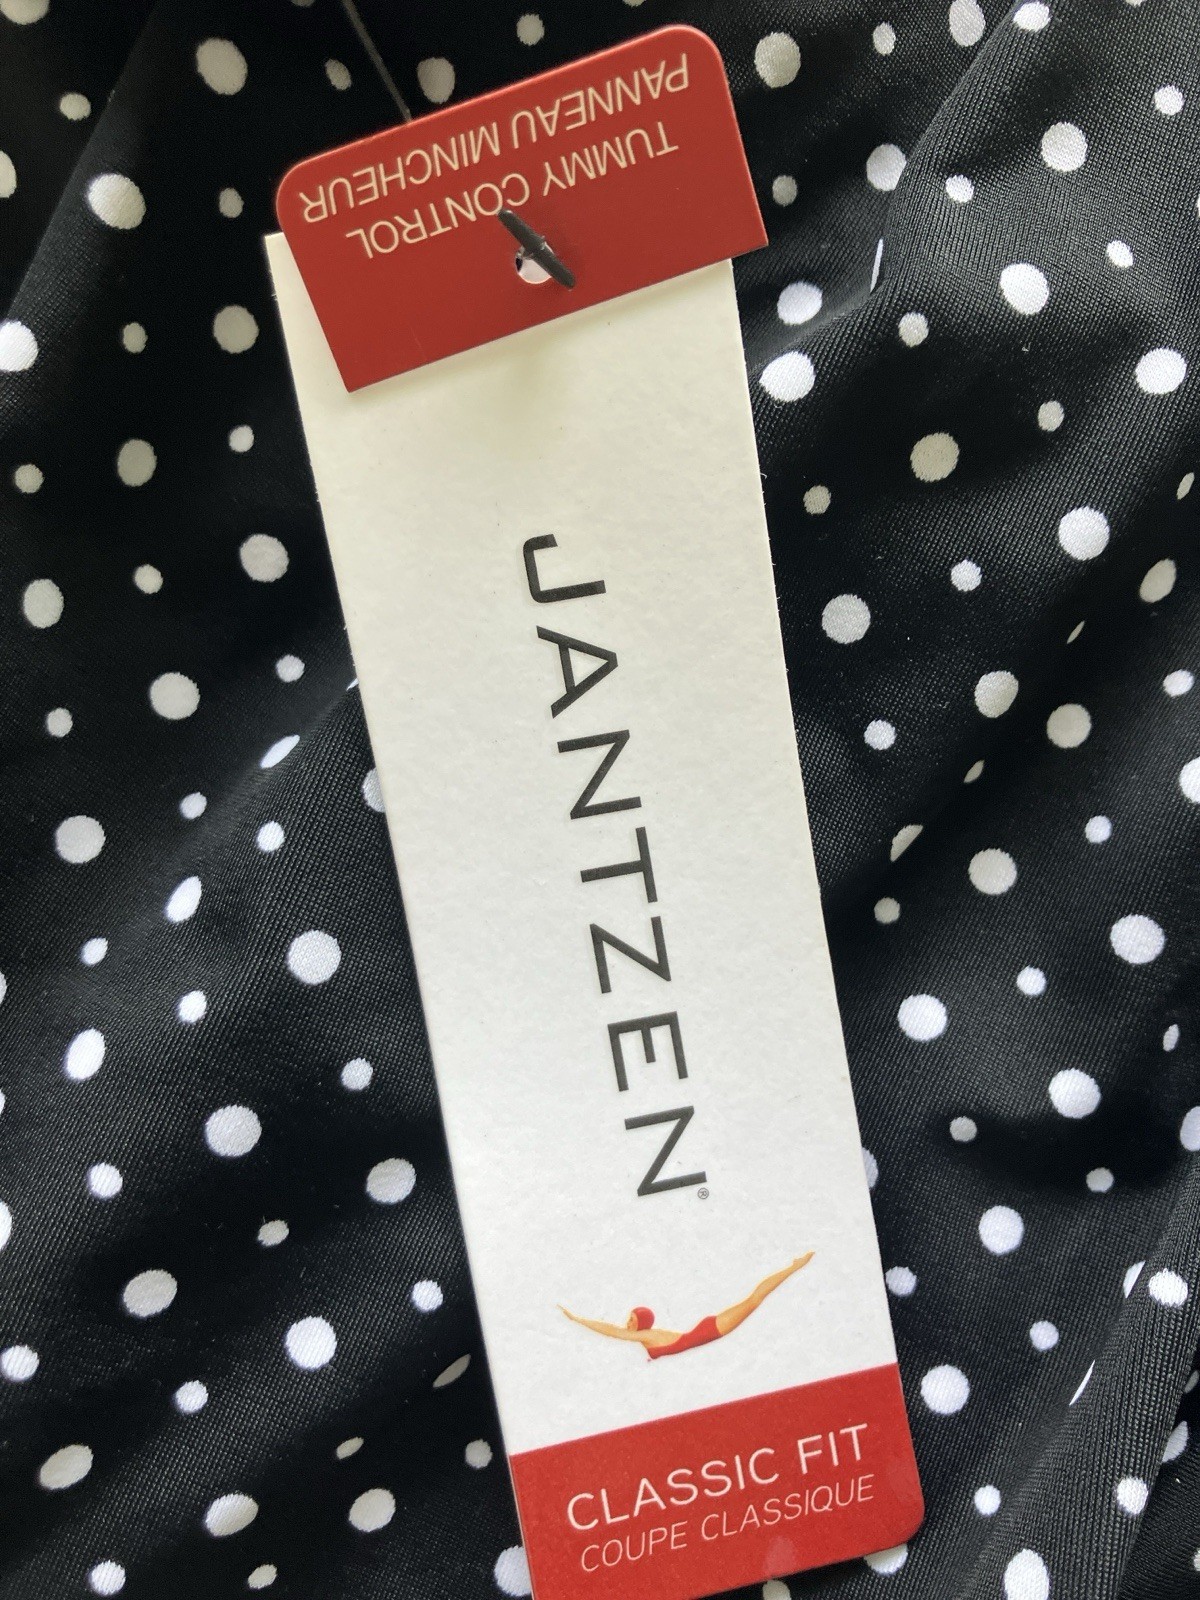 TUMMY CONTROL
PANNEAU MINCHEUR
JANTZEN®
CLASSIC FIT
COUPE CLASSIQUE